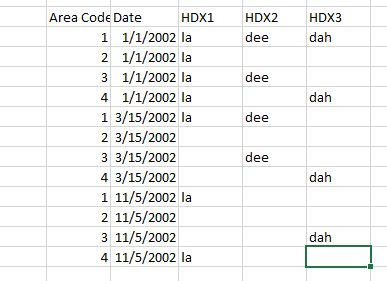 Area Code Date HDX1 HDX2 HDX3
1 1/1/2002 la dee dah
2 1/1/2002 la
3 1/1/2002 la dee
4 1/1/2002 la dah
1 3/15/2002 la dee
2 3/15/2002
3 3/15/2002 dee
4 3/15/2002 dah
1 11/5/2002 la
2 11/5/2002
3 11/5/2002 dah
4 11/5/2002 la